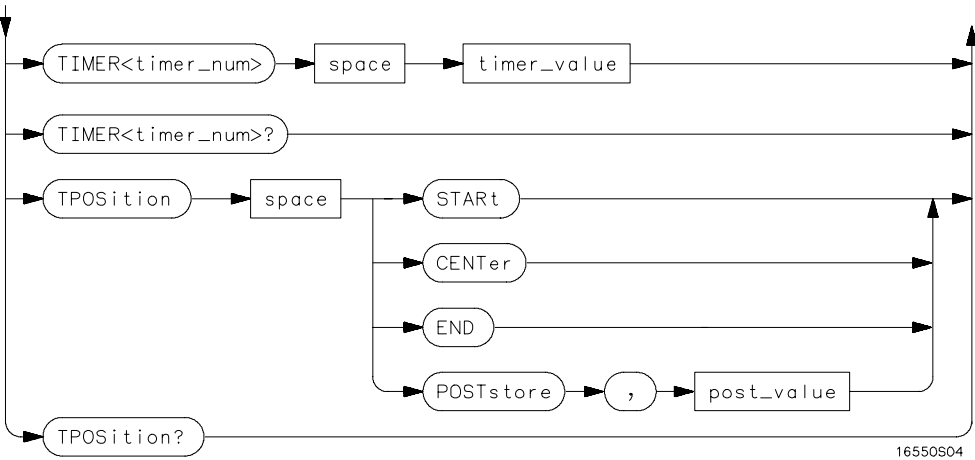 TIMER<timer_num> space timer_value
TIMER<timer_num>?
TPOSition space STARt
CENTer
END
POSTstore , post_value
TPOSition?
16550S04